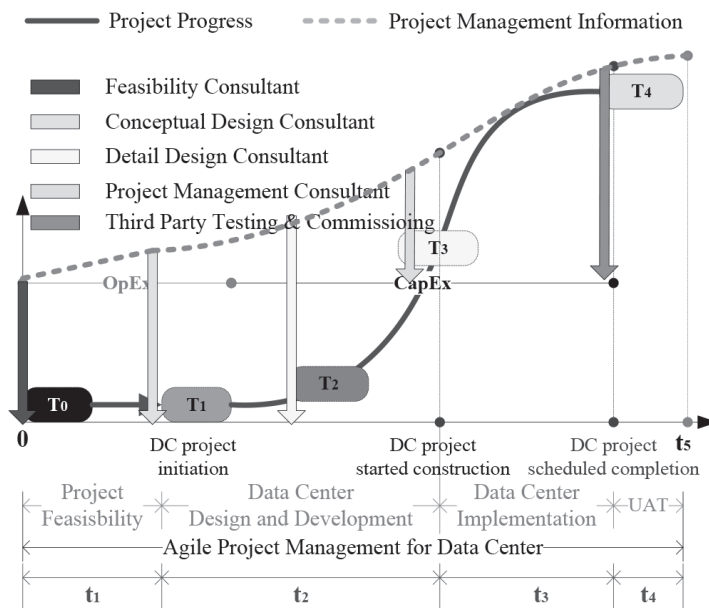 Project Progress
Project Management Information
Feasibility Consultant
Conceptual Design Consultant
Detail Design Consultant
Project Management Consultant
Third Party Testing & Commissioing
T4
T3
OpEx
CapEx
T2
T0
T1
0
DC project
initiation
DC project
started construction
DC project
scheduled completion
t5
Project
Feasisbility
Data Center
Design and Development
Data Center
Implementation
UAT
Agile Project Management for Data Center
t1
t2
t3
t4